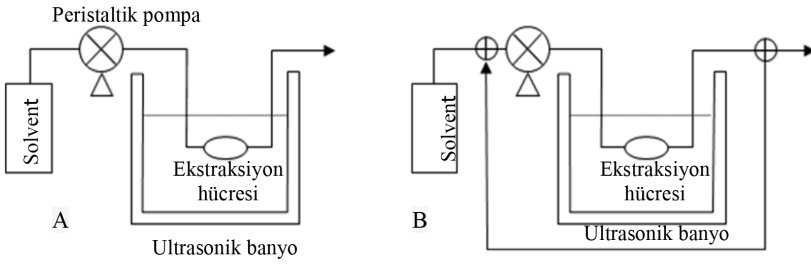 Peristaltik pompa
Solvent
Ekstraksiyon
hücresi
A
Ultrasonik banyo
Solvent
Ekstraksiyon
hücresi
B
Ultrasonik banyo